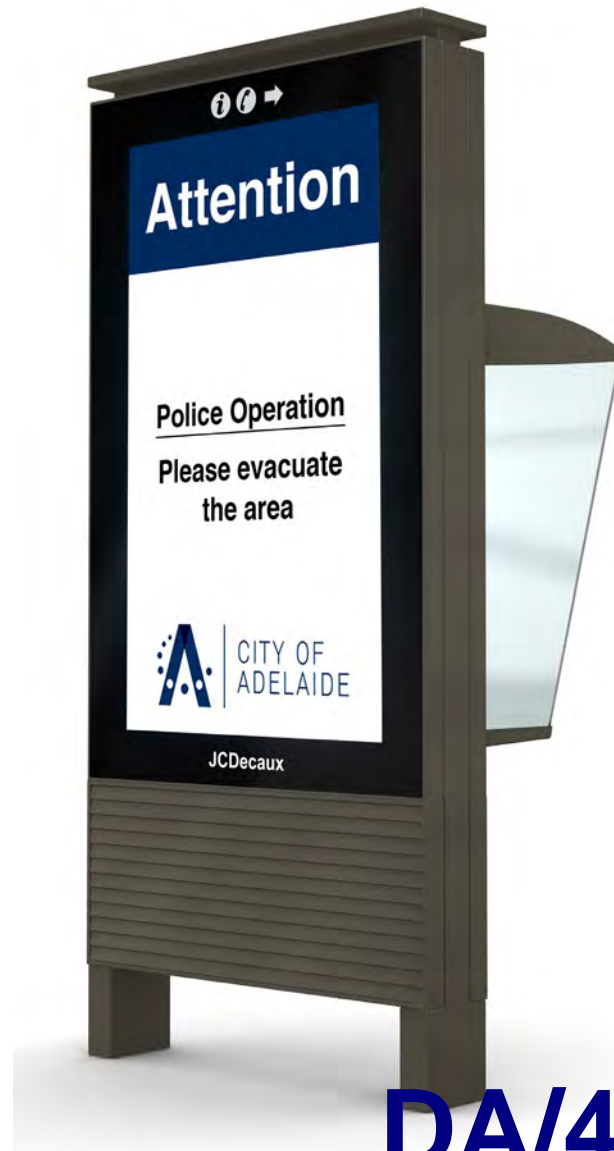 Attention
Police Operation
Please evacuate
the area
CITY OF
ADELAIDE
JCDecaux
DA/4